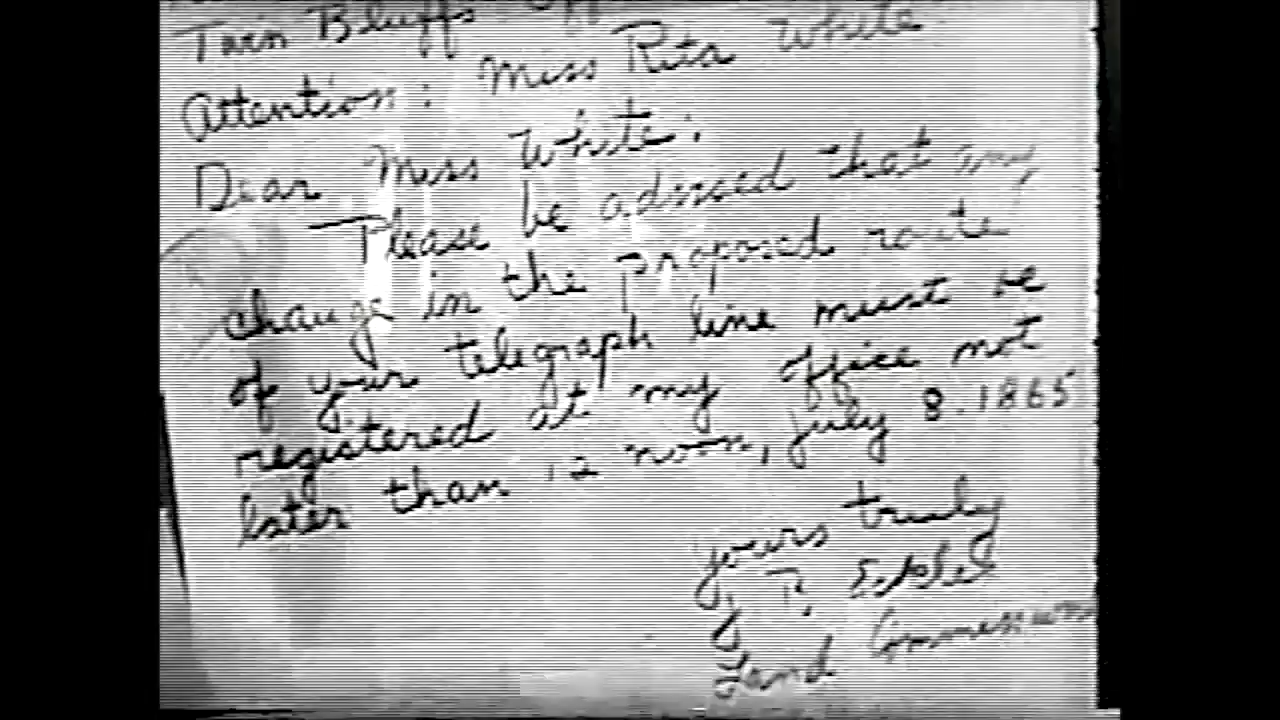 Twin Bluffs
Attention: Miss Rita White
Dear Miss White:
Please be advised that any
change in the proposed route
of your telegraph line must be
registered at my office not
later than 12 noon, July 8. 1865
yours truly
J. P.
Land Commissioner